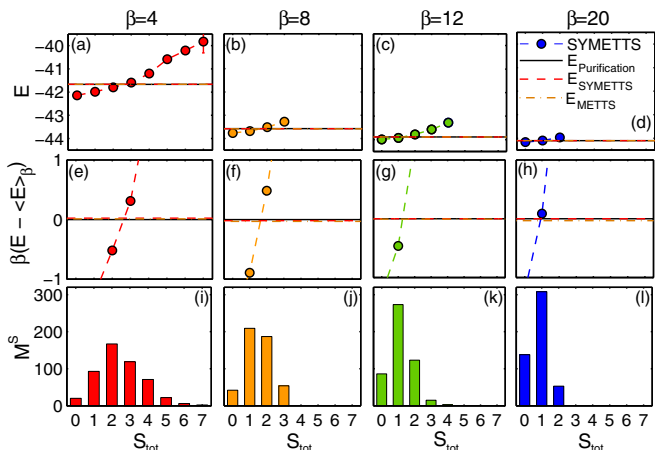 β=4 β=8 β=12 β=20
E
−40
−41
−42
−43
−44
(a)
(b)
(c)
(d)
SYMETTS
E_Purification
E_SYMETTS
E_METTS
β(E − <E>_β)
1
0
−1
(e)
(f)
(g)
(h)
M^S
300
200
100
0
(i)
(j)
(k)
(l)
0 1 2 3 4 5 6 7
0 1 2 3 4 5 6 7
0 1 2 3 4 5 6 7
0 1 2 3 4 5 6 7
S_tot S_tot S_tot S_tot